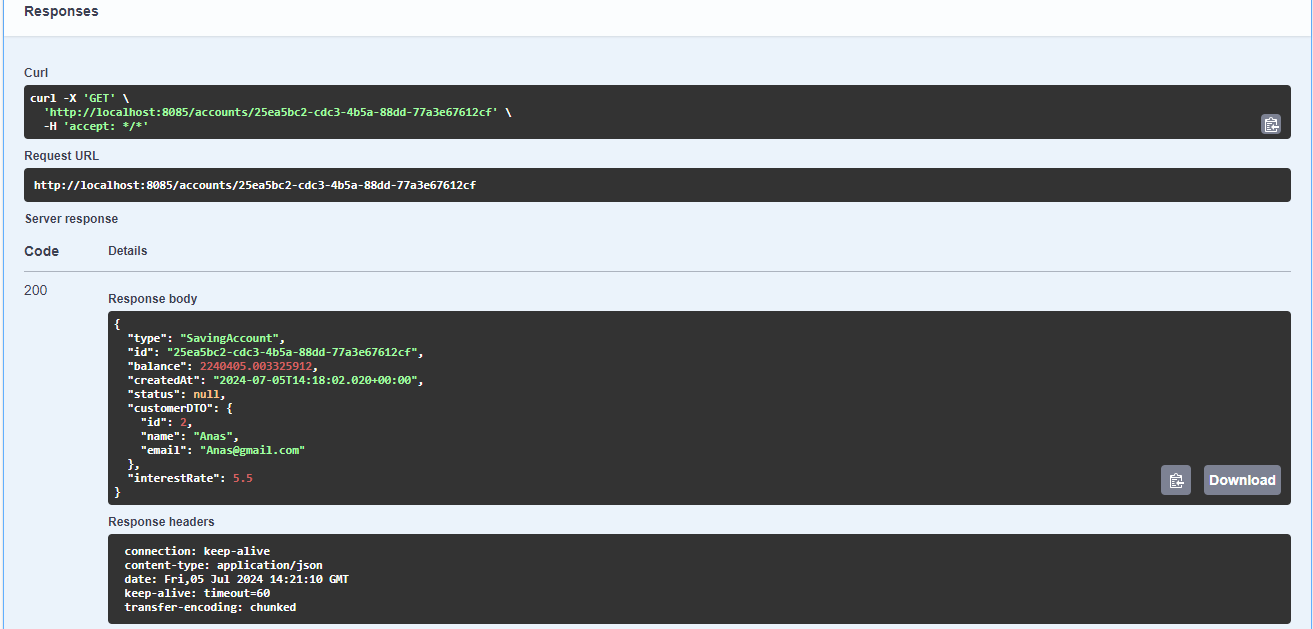 Responses
Curl
curl -X 'GET' \
  'http://localhost:8085/accounts/25ea5bc2-cdc3-4b5a-88dd-77a3e67612cf' \
  -H 'accept: */*'
Request URL
http://localhost:8085/accounts/25ea5bc2-cdc3-4b5a-88dd-77a3e67612cf
Server response
Code Details
200
Response body
{
  "type": "SavingAccount",
  "id": "25ea5bc2-cdc3-4b5a-88dd-77a3e67612cf",
  "balance": 2240405.003325912,
  "createdAt": "2024-07-05T14:18:02.020+00:00",
  "status": null,
  "customerDTO": {
    "id": 2,
    "name": "Anas",
    "email": "Anas@gmail.com"
  },
  "interestRate": 5.5
}
Download
Response headers
connection: keep-alive
content-type: application/json
date: Fri,05 Jul 2024 14:21:10 GMT
keep-alive: timeout=60
transfer-encoding: chunked